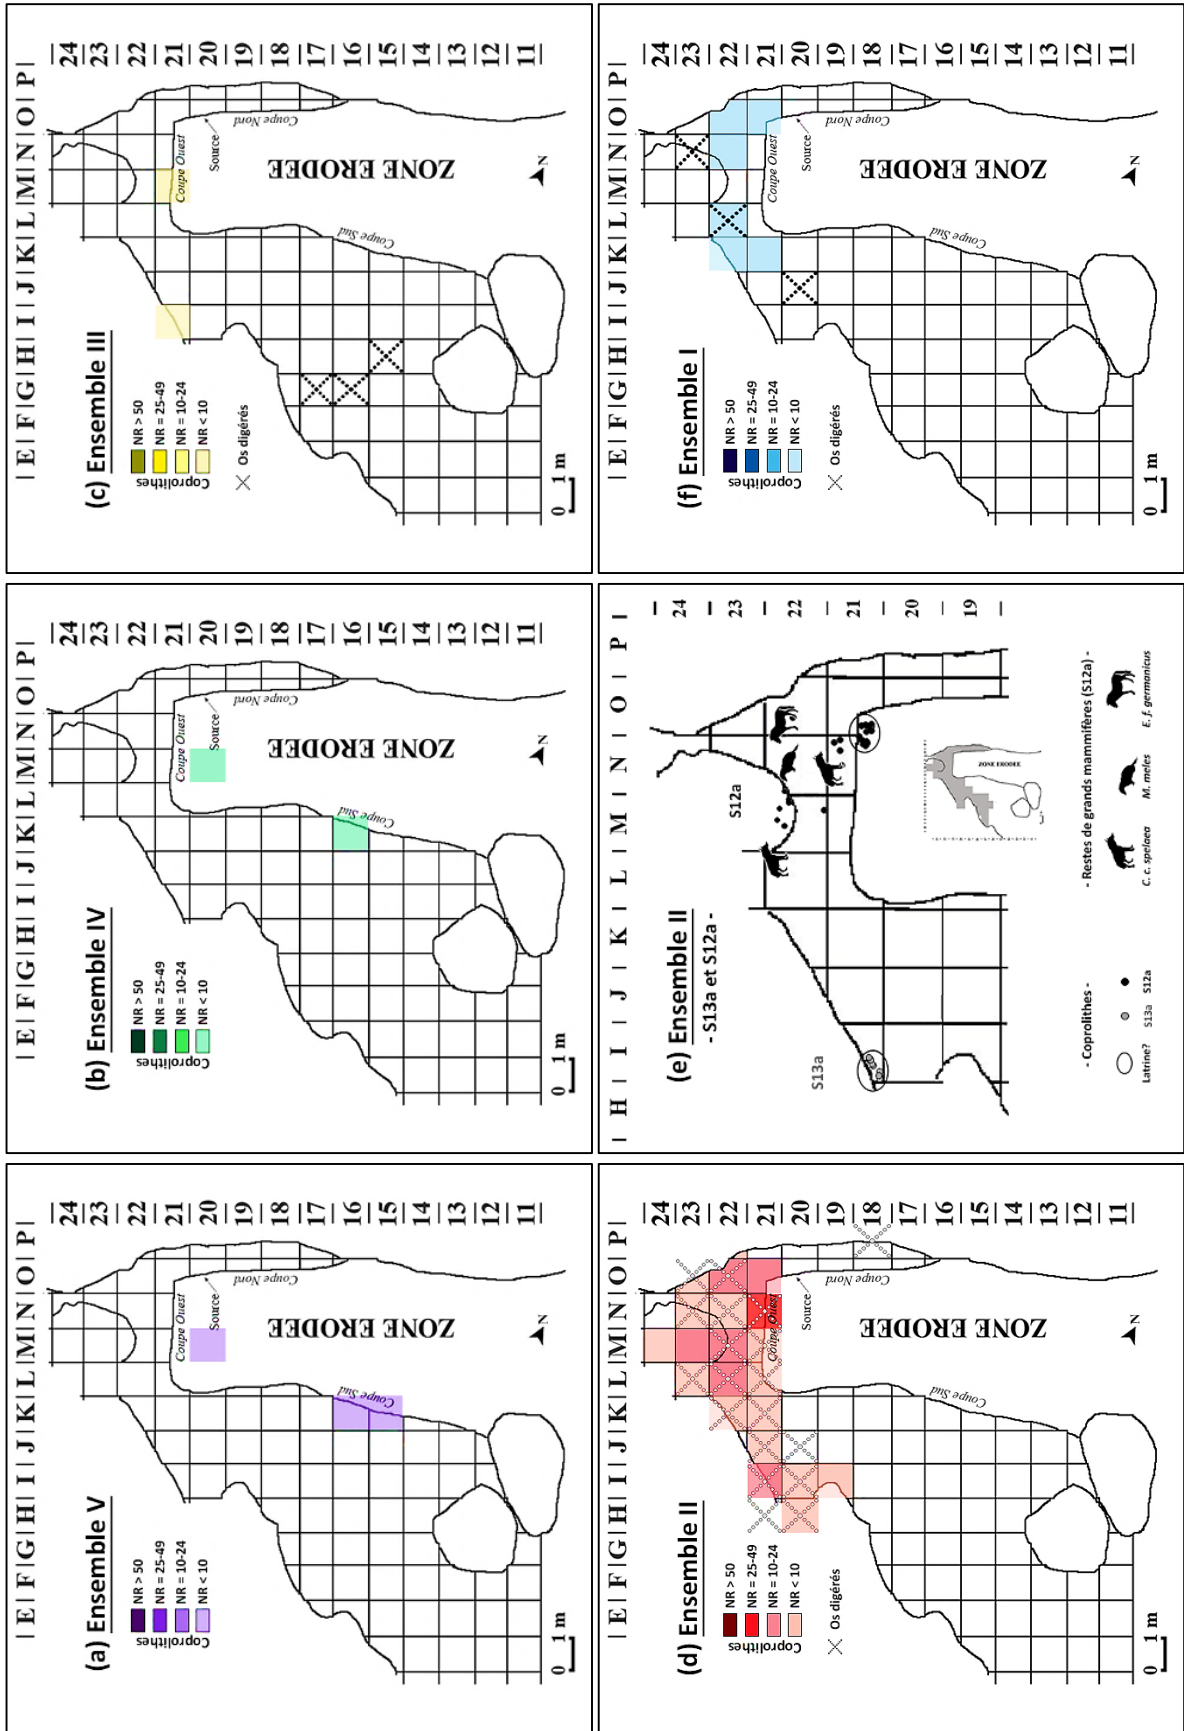 (a) Ensemble V
|E|F|G|H|I|J|K|L|M|N|O|P|
Coprolithes
NR > 50
NR = 25-49
NR = 10-24
NR < 10
24
23
22
21
20
19
18
17
16
15
14
13
12
11
Coupe Ouest
Source
Coupe Nord
Coupe Sud
ZONE ERODEE
N
0 1 m
(b) Ensemble IV
|E|F|G|H|I|J|K|L|M|N|O|P|
Coprolithes
NR > 50
NR = 25-49
NR = 10-24
NR < 10
24
23
22
21
20
19
18
17
16
15
14
13
12
11
Coupe Ouest
Source
Coupe Nord
Coupe Sud
ZONE ERODEE
N
0 1 m
(c) Ensemble III
|E|F|G|H|I|J|K|L|M|N|O|P|
Coprolithes
NR > 50
NR = 25-49
NR = 10-24
NR < 10
Os digérés
24
23
22
21
20
19
18
17
16
15
14
13
12
11
Coupe Ouest
Source
Coupe Nord
Coupe Sud
ZONE ERODEE
N
0 1 m
(d) Ensemble II
|E|F|G|H|I|J|K|L|M|N|O|P|
Coprolithes
NR > 50
NR = 25-49
NR = 10-24
NR < 10
Os digérés
24
23
22
21
20
19
18
17
16
15
14
13
12
11
Coupe Ouest
Source
Coupe Nord
Coupe Sud
ZONE ERODEE
N
0 1 m
(e) Ensemble II
- S13a et S12a -
| H | I | J | K | L | M | N | O | P |
24
23
22
21
20
19
S13a
S12a
ZONE ERODEE
- Coprolithes -
Latrine?
S13a
S12a
- Restes de grands mammifères (S12a) -
C. c. spelaea
M. meles
E. f. germanicus
(f) Ensemble I
|E|F|G|H|I|J|K|L|M|N|O|P|
Coprolithes
NR > 50
NR = 25-49
NR = 10-24
NR < 10
Os digérés
24
23
22
21
20
19
18
17
16
15
14
13
12
11
Coupe Ouest
Source
Coupe Nord
Coupe Sud
ZONE ERODEE
N
0 1 m